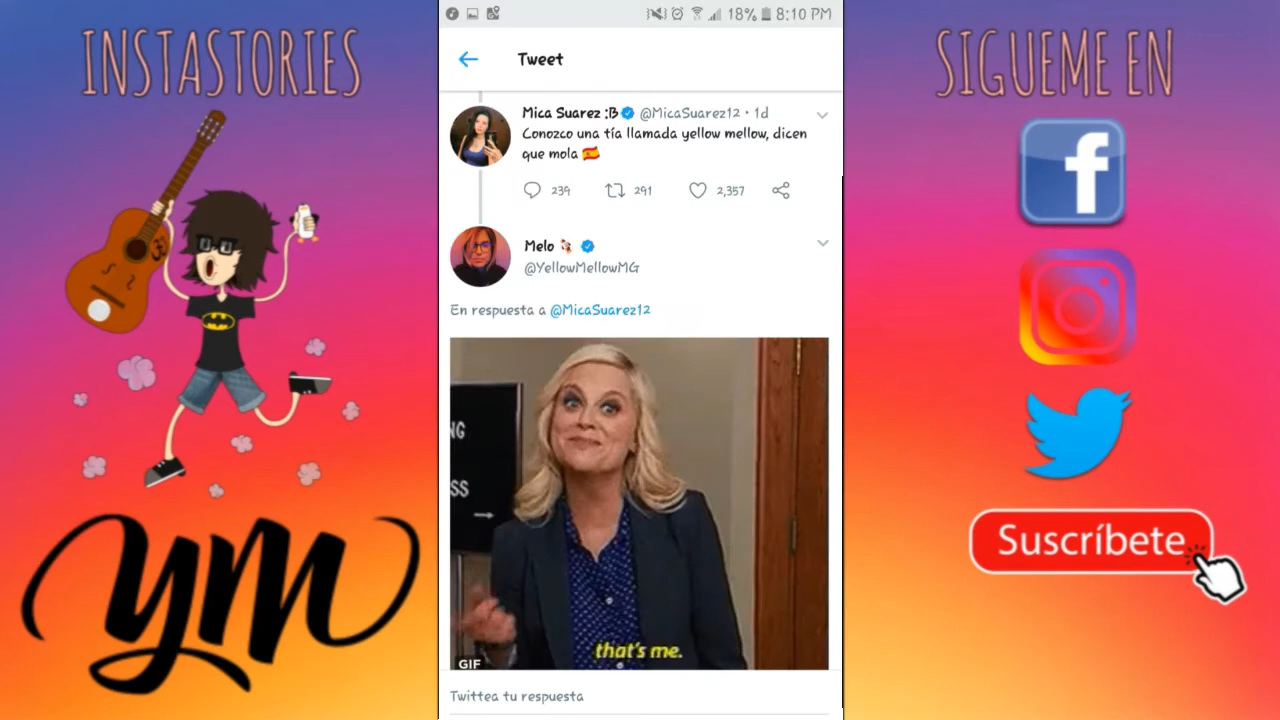 INSTASTORIES
18% 8:10 PM
Tweet
Mica Suarez :B @MicaSuarez12 • 1d
Conozco una tía llamada yellow mellow, dicen
que mola 🇪🇸
239 291 2,357
Melo
@YellowMellowMG
En respuesta a @MicaSuarez12
NG
SS
that's me.
GIF
Twittea tu respuesta
ym
SIGUEME EN
f
Suscríbete